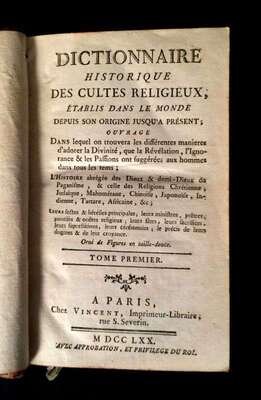 DICTIONNAIRE
HISTORIQUE
DES CULTES RELIGIEUX,
ÉTABLIS DANS LE MONDE
DEPUIS SON ORIGINE JUSQU'A PRÉSENT;
OUVRAGE
DANS lequel on trouvera les différentes manieres
d'adorer la Divinité, que la Révélation, l'Igno-
rance & les Passions ont suggérées aux hommes
dans tous les tems;
L'HISTOIRE abrégée des Dieux & demi-Dieux du
Paganisme, & celle des Religions Chrétienne,
Judaïque, Mahométane, Chinoise, Japonoise, In-
dienne, Tartare, Africaine, &c;
LEURS sectes & hérésies principales, leurs ministres, prêtres,
pontifes & ordres religieux, leurs fêtes, leurs sacrifices,
leurs superstitions, leurs cérémonies, le précis de leurs
dogmes & de leur croyance.
Orné de Figures en taille-douce.
TOME PREMIER.
A PARIS,
Chez VINCENT, Imprimeur-Libraire,
rue S. Severin.
M DCC LXX.
AVEC APPROBATION, ET PRIVILEGE DU ROI.